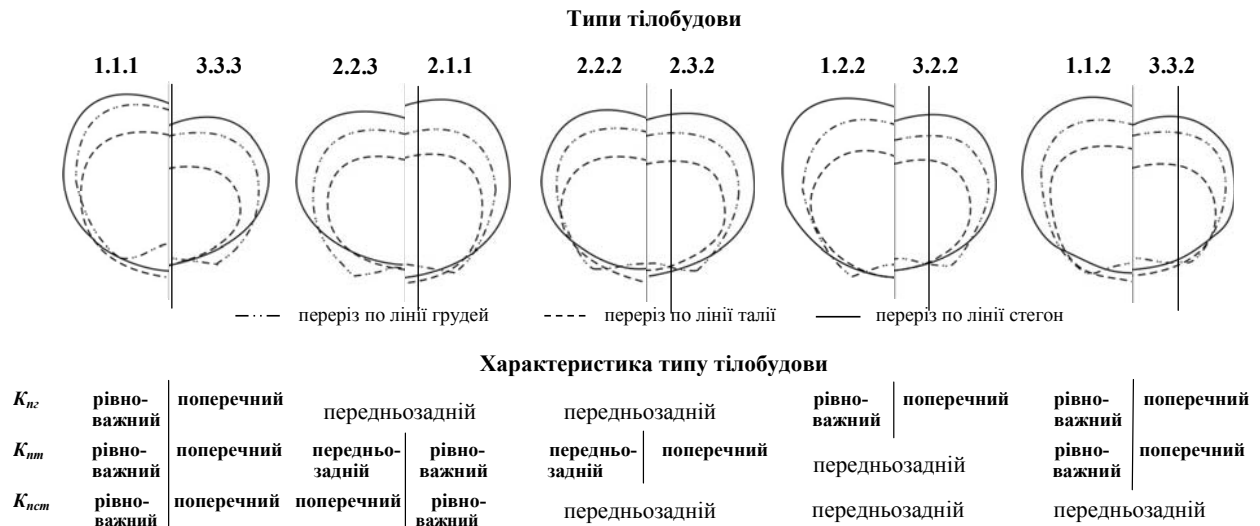 Типи тілобудови
1.1.1 3.3.3 2.2.3 2.1.1 2.2.2 2.3.2 1.2.2 3.2.2 1.1.2 3.3.2
переріз по лінії грудей переріз по лінії талії переріз по лінії стегон
Характеристика типу тілобудови
Кпг рівно- поперечний передньозадній передньозадній рівно- поперечний рівно- поперечний
важний важний важний
Кпт рівно- поперечний передньо- рівно- передньо- поперечний передньозадній рівно- поперечний
важний задній важний задній важний
Кпст рівно- поперечний поперечний рівно- передньозадній передньозадній передньозадній
важний важний